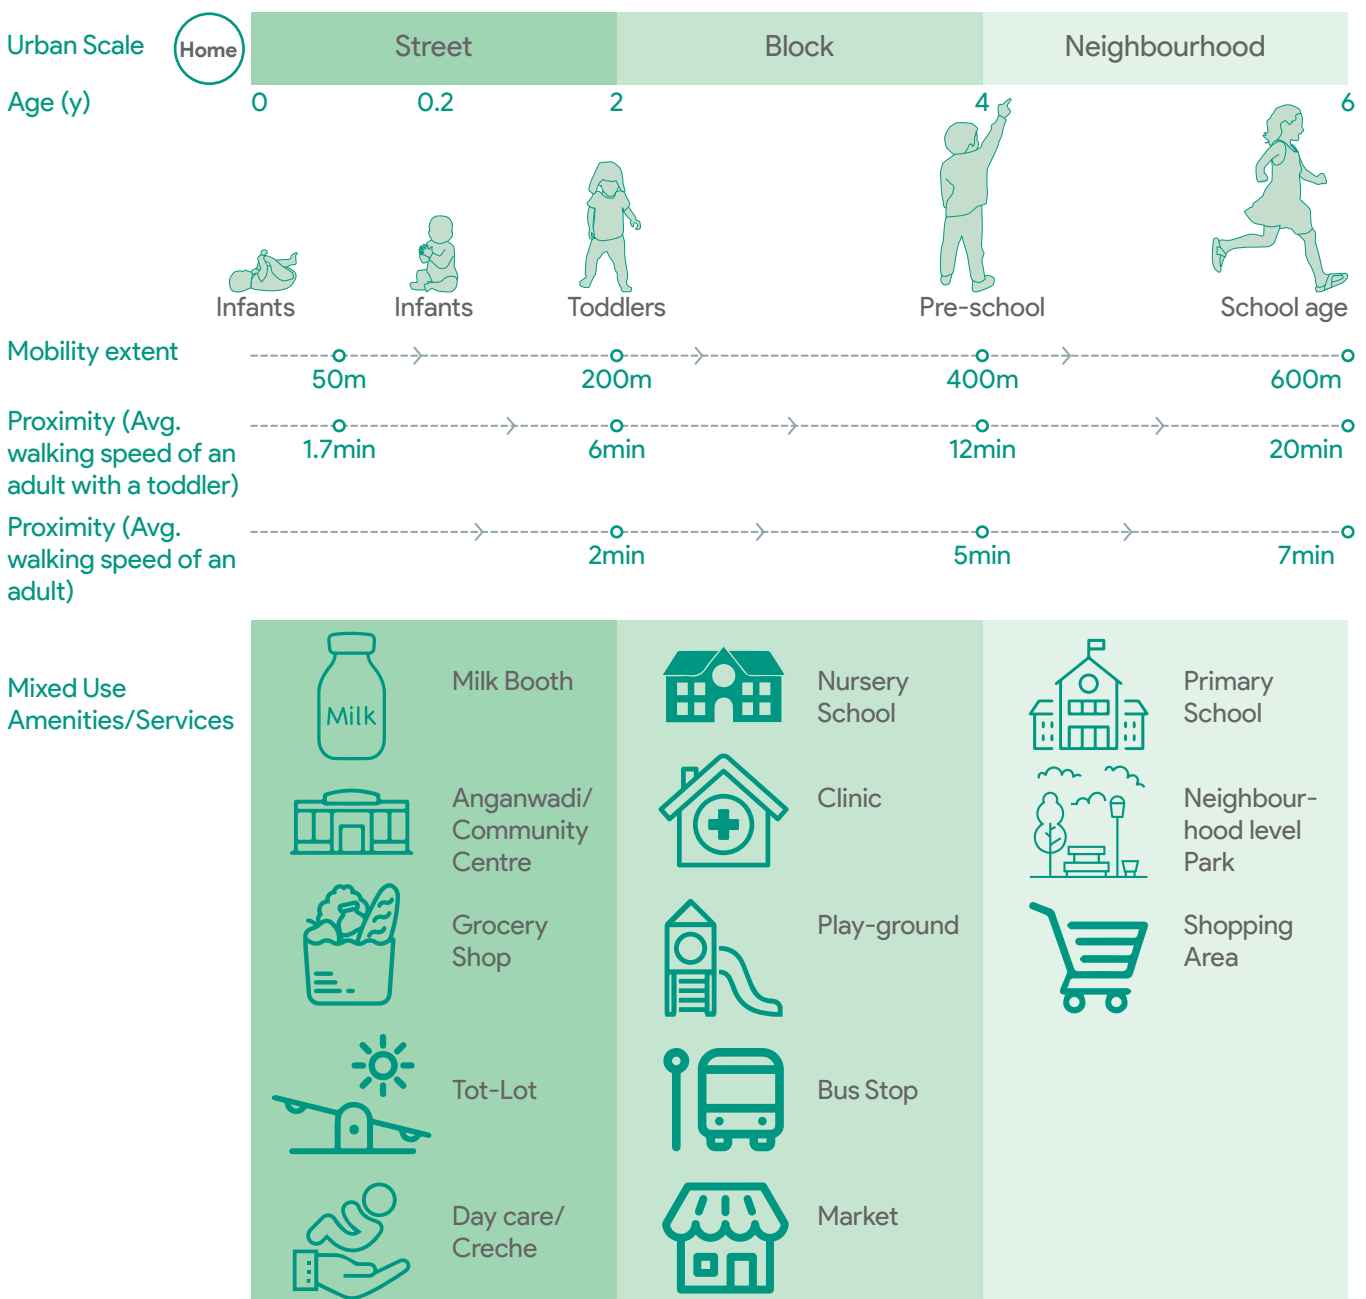 Urban Scale
Home
Street
Block
Neighbourhood
Age (y)
0
0.2
2
4
6
Infants
Infants
Toddlers
Pre-school
School age
Mobility extent
50m
200m
400m
600m
Proximity (Avg.
walking speed of an
adult with a toddler)
1.7min
6min
12min
20min
Proximity (Avg.
walking speed of an
adult)
2min
5min
7min
Mixed Use
Amenities/Services
Milk
Milk Booth
Anganwadi/
Community
Centre
Grocery
Shop
Tot-Lot
Day care/
Creche
Nursery
School
Clinic
Play-ground
Bus Stop
Market
Primary
School
Neighbour-
hood level
Park
Shopping
Area